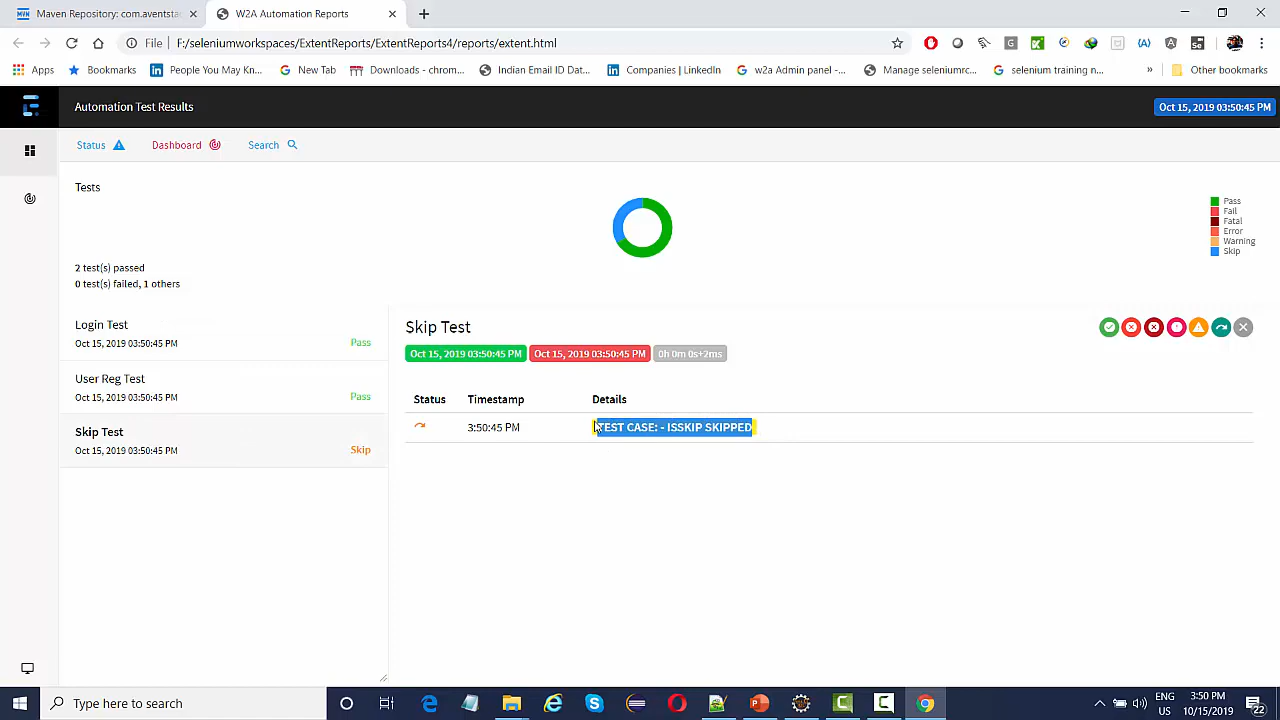 Maven Repository: com.aventsta
W2A Automation Reports
File F:/seleniumworkspaces/ExtentReports/ExtentReports4/reports/extent.html
Apps Bookmarks People You May Kn... New Tab Downloads - chrom... Indian Email ID Dat... Companies | LinkedIn w2a Admin panel -... Manage seleniumrc... selenium training n... » Other bookmarks
Automation Test Results
Oct 15, 2019 03:50:45 PM
Status
Dashboard
Search
Tests
Pass
Fail
Fatal
Error
Warning
Skip
2 test(s) passed
0 test(s) failed, 1 others
Login Test
Oct 15, 2019 03:50:45 PM Pass
User Reg Test
Oct 15, 2019 03:50:45 PM Pass
Skip Test
Oct 15, 2019 03:50:45 PM Skip
Skip Test
Oct 15, 2019 03:50:45 PM Oct 15, 2019 03:50:45 PM 0h 0m 0s+2ms
Status Timestamp Details
3:50:45 PM TEST CASE: - ISSKIP SKIPPED
Type here to search
ENG
US
3:50 PM
10/15/2019
22